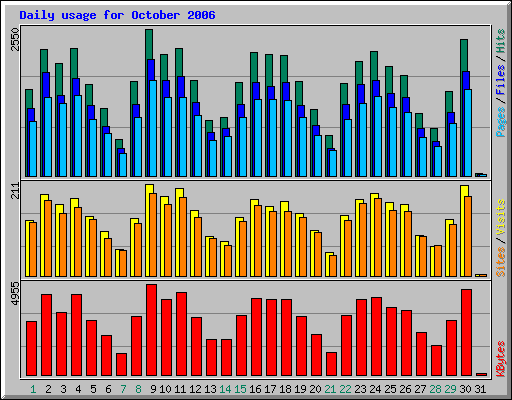 Daily usage for October 2006
2550
Pages / Files / Hits
211
Sites / Visits
4955
KBytes
1 2 3 4 5 6 7 8 9 10 11 12 13 14 15 16 17 18 19 20 21 22 23 24 25 26 27 28 29 30 31